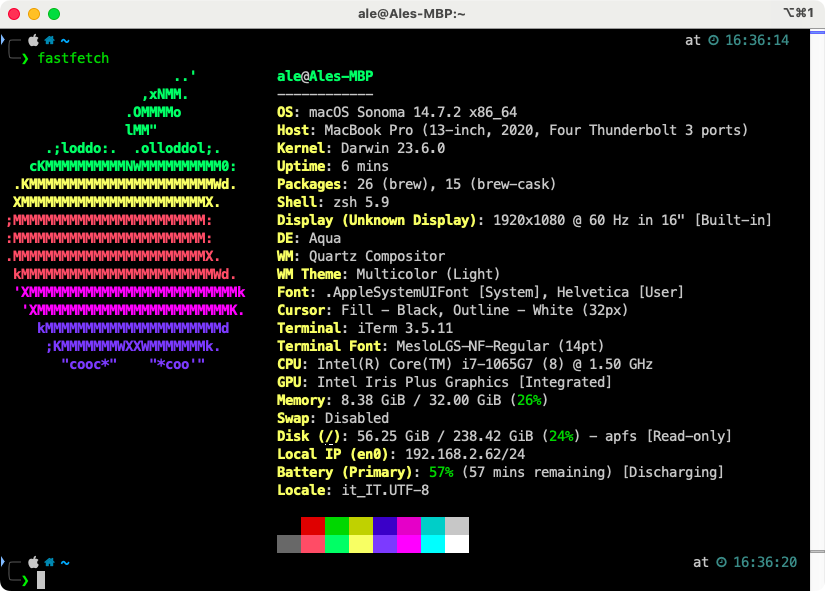 ale@Ales-MBP:~
⌥⌘1
~ at 16:36:14
❯ fastfetch
..'
,xNMM.
.OMMMMo
lMM"
.;loddo:.  .olloddol;.
cKMMMMMMMMMMNWMMMMMMMMMM0:
.KMMMMMMMMMMMMMMMMMMMMMMMWd.
XMMMMMMMMMMMMMMMMMMMMMMMX.
;MMMMMMMMMMMMMMMMMMMMMMMM:
:MMMMMMMMMMMMMMMMMMMMMMMM:
.MMMMMMMMMMMMMMMMMMMMMMMMX.
kMMMMMMMMMMMMMMMMMMMMMMMMWd.
'XMMMMMMMMMMMMMMMMMMMMMMMMMMk
'XMMMMMMMMMMMMMMMMMMMMMMMMK.
kMMMMMMMMMMMMMMMMMMMMMMd
;KMMMMMMMWXXWMMMMMMMk.
"cooc*"    "*coo'"
ale@Ales-MBP
------------
OS: macOS Sonoma 14.7.2 x86_64
Host: MacBook Pro (13-inch, 2020, Four Thunderbolt 3 ports)
Kernel: Darwin 23.6.0
Uptime: 6 mins
Packages: 26 (brew), 15 (brew-cask)
Shell: zsh 5.9
Display (Unknown Display): 1920x1080 @ 60 Hz in 16" [Built-in]
DE: Aqua
WM: Quartz Compositor
WM Theme: Multicolor (Light)
Font: .AppleSystemUIFont [System], Helvetica [User]
Cursor: Fill - Black, Outline - White (32px)
Terminal: iTerm 3.5.11
Terminal Font: MesloLGS-NF-Regular (14pt)
CPU: Intel(R) Core(TM) i7-1065G7 (8) @ 1.50 GHz
GPU: Intel Iris Plus Graphics [Integrated]
Memory: 8.38 GiB / 32.00 GiB (26%)
Swap: Disabled
Disk (/): 56.25 GiB / 238.42 GiB (24%) - apfs [Read-only]
Local IP (en0): 192.168.2.62/24
Battery (Primary): 57% (57 mins remaining) [Discharging]
Locale: it_IT.UTF-8
~ at 16:36:20
❯